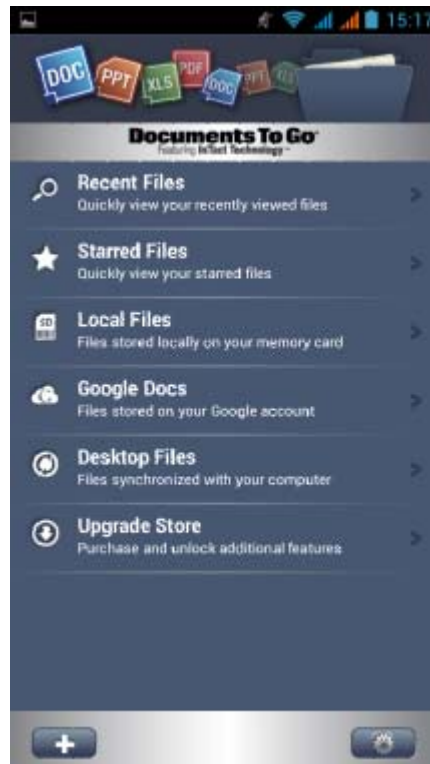 15:17
DOC PPT XLS PDF DOC PPT XLS
Documents To Go
Featuring InTact Technology
Recent Files
Quickly view your recently viewed files
Starred Files
Quickly view your starred files
SD
Local Files
Files stored locally on your memory card
Google Docs
Files stored on your Google account
Desktop Files
Files synchronized with your computer
Upgrade Store
Purchase and unlock additional features